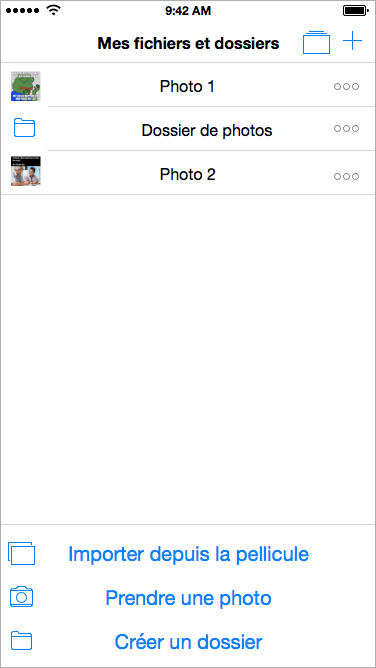 9:42 AM
Mes fichiers et dossiers
Photo 1
Dossier de photos
Photo 2
Importer depuis la pellicule
Prendre une photo
Créer un dossier